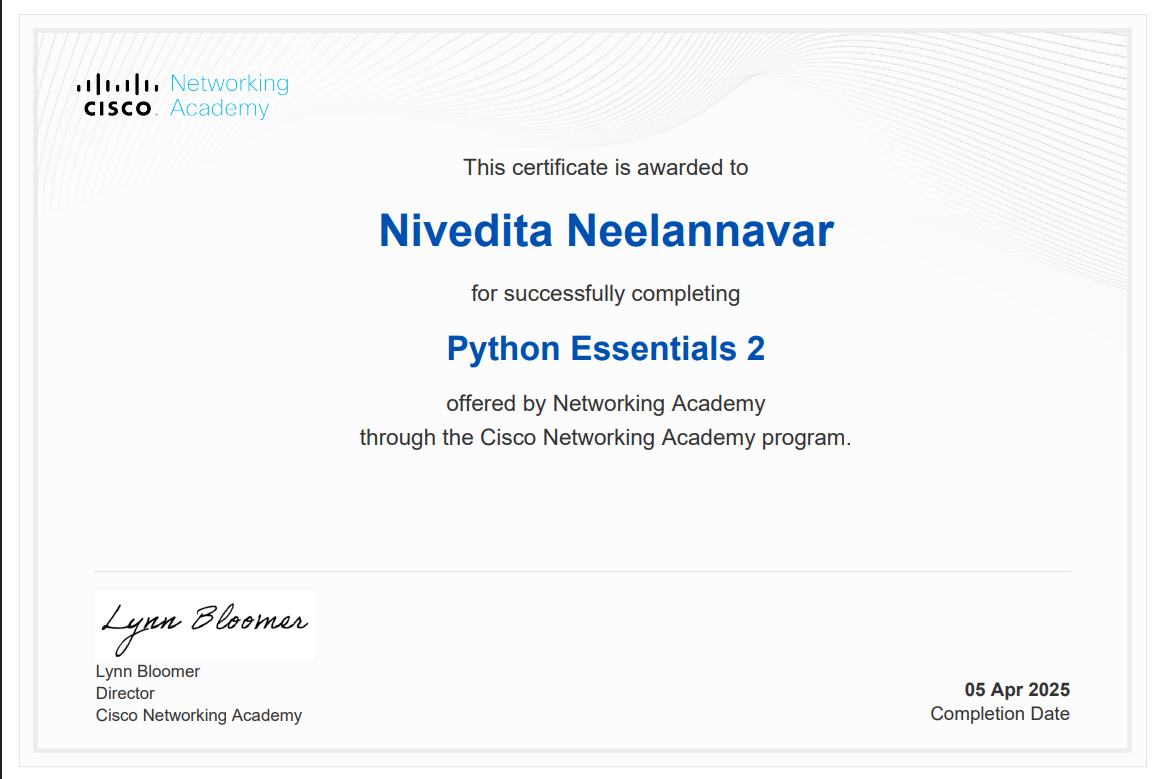 CISCO
Networking
Academy
This certificate is awarded to
Nivedita Neelannavar
for successfully completing
Python Essentials 2
offered by Networking Academy
through the Cisco Networking Academy program.
Lynn Bloomer
Lynn Bloomer
Director
Cisco Networking Academy
05 Apr 2025
Completion Date